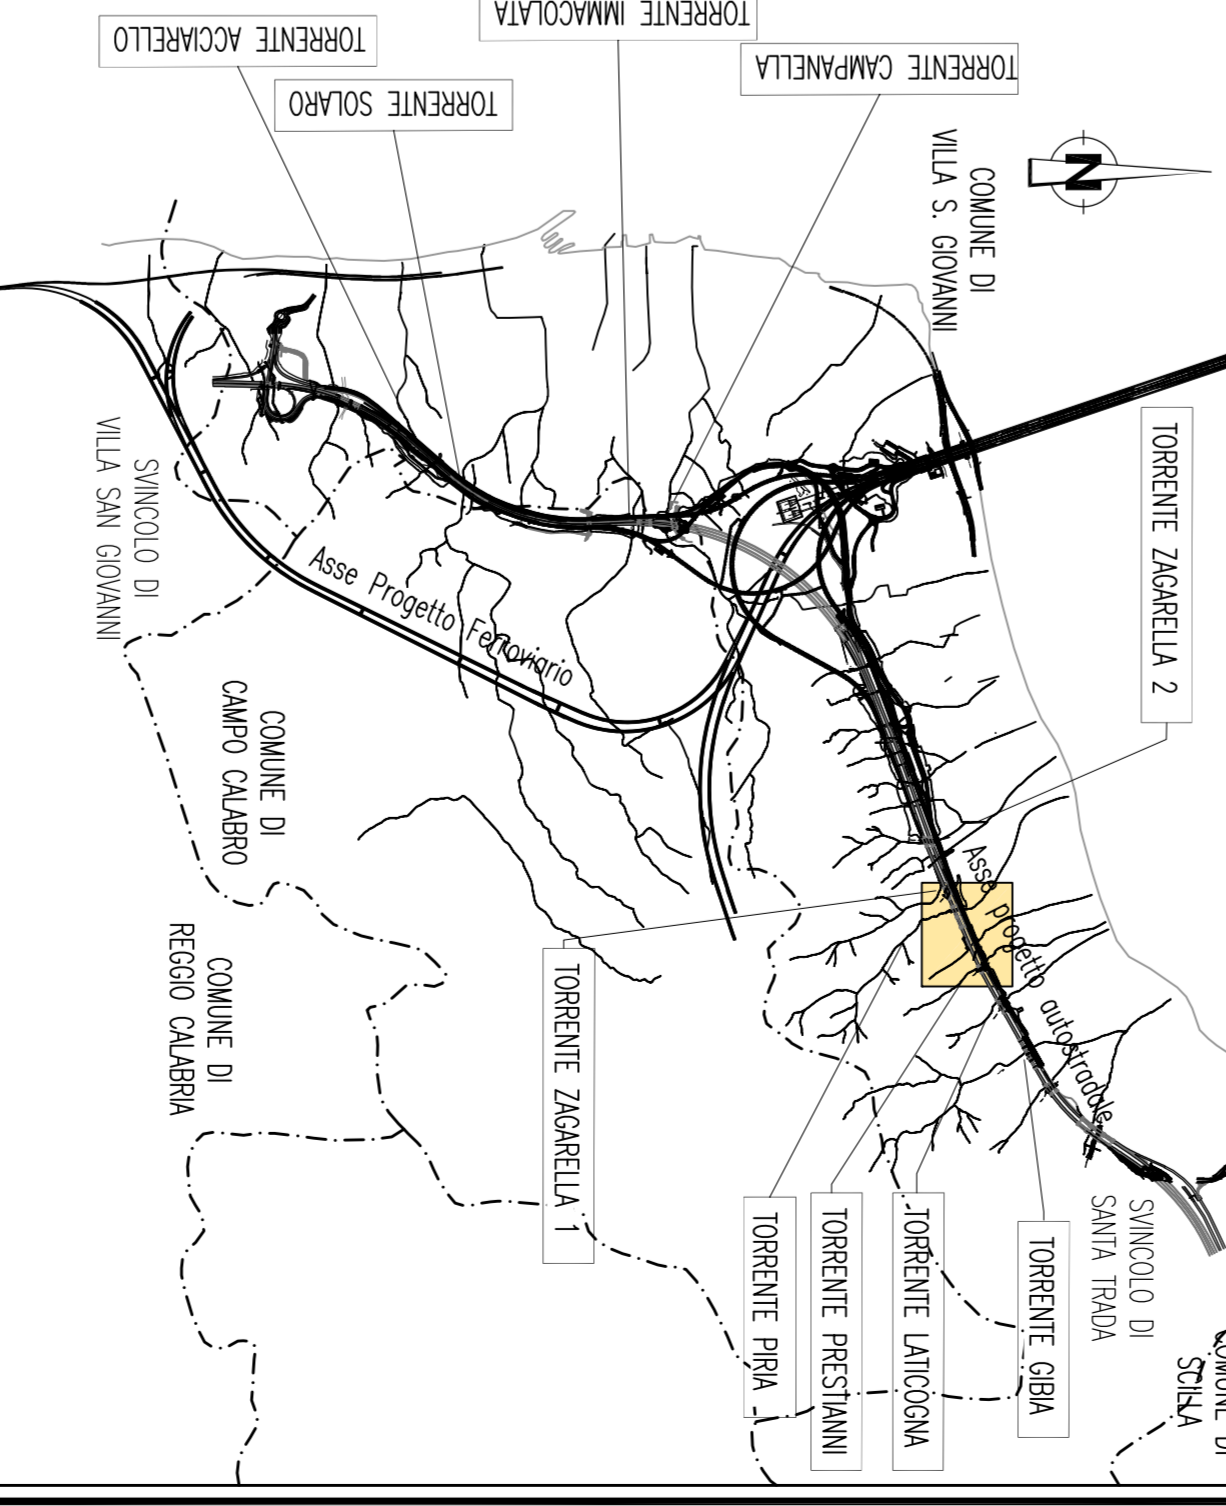 TORRENTE IMMACOLATA
TORRENTE ACCIARELLO
TORRENTE CAMPANELLA
TORRENTE SOLARO
COMUNE DI
VILLA S. GIOVANNI
N
TORRENTE ZAGARELLA 2
SVINCOLO DI
VILLA SAN GIOVANNI
Asse Progetto Ferroviario
COMUNE DI
CAMPO CALABRO
Asse progetto autostradale
COMUNE DI
REGGIO CALABRIA
TORRENTE ZAGARELLA 1
TORRENTE PIRIA
TORRENTE PRESTIANNI
TORRENTE LATICOGNA
TORRENTE GIBIA
SVINCOLO DI
SANTA TRADA
COMUNE DI
SCILLA